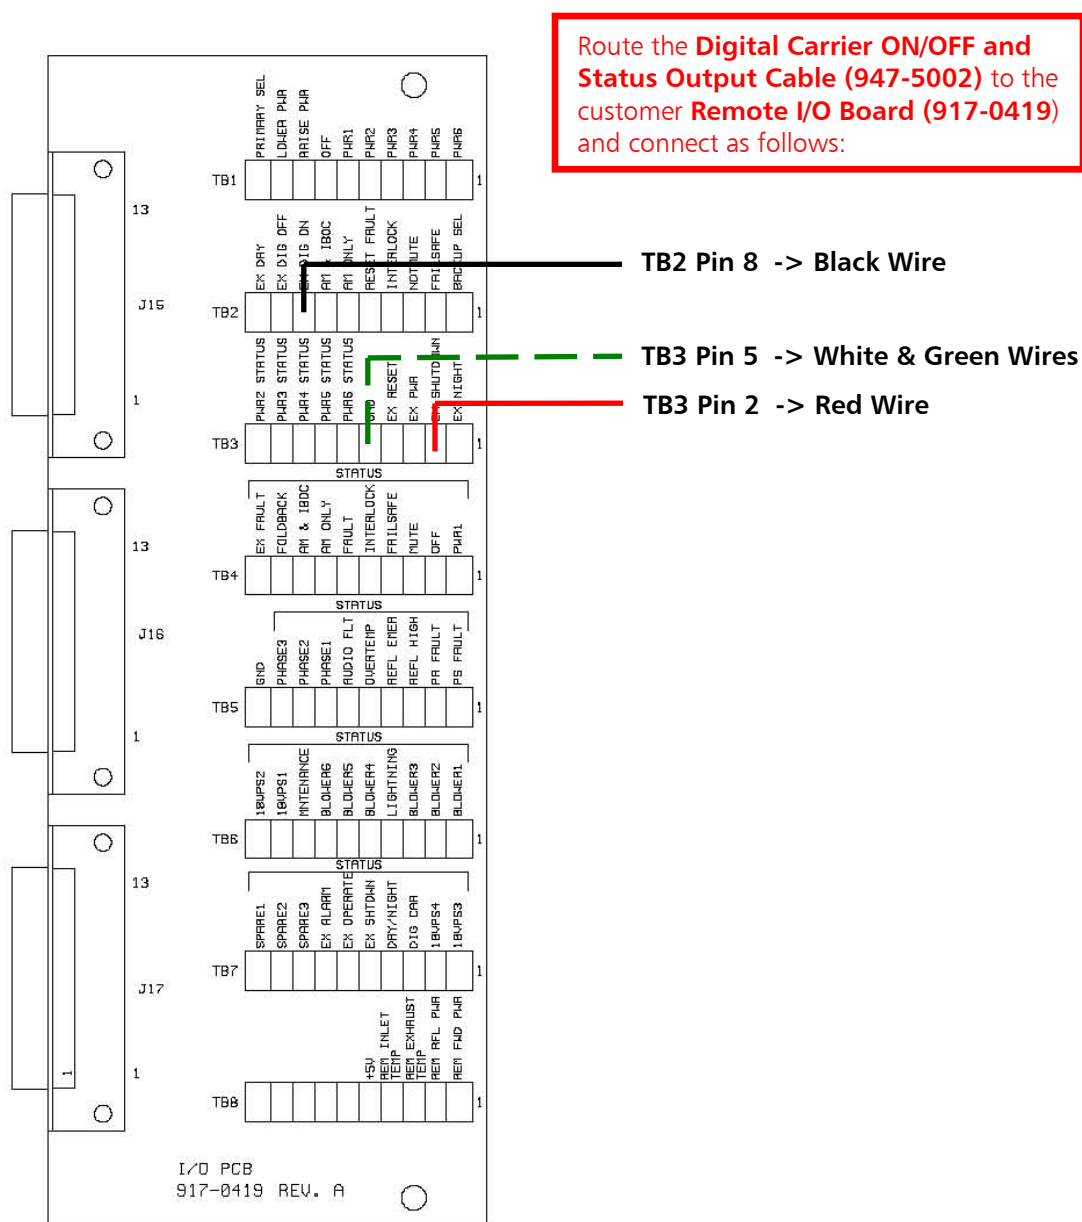 Route the Digital Carrier ON/OFF and
Status Output Cable (947-5002) to the
customer Remote I/O Board (917-0419)
and connect as follows:
PRIMARY SEL
LOWER PWR
RAISE PWR
OFF
PWR1
PWR2
PWR3
PWR4
PWR5
PWR6
TB1
1
EX DAY
EX DIG OFF
EX DIG ON
AM & IBOC
AM ONLY
RESET FAULT
INTERLOCK
NOTMUTE
FAILSAFE
BACKUP SEL
TB2
1
TB2 Pin 8 -> Black Wire
PWR2 STATUS
PWR3 STATUS
PWR4 STATUS
PWR5 STATUS
PWR6 STATUS
GND
EX RESET
EX PWR
EX SHUTDOWN
EX NIGHT
TB3
1
TB3 Pin 5 -> White & Green Wires
TB3 Pin 2 -> Red Wire
STATUS
EX FAULT
FOLDBACK
AM & IBOC
AM ONLY
FAULT
INTERLOCK
FAILSAFE
MUTE
OFF
PWR1
TB4
1
STATUS
GND
PHASE3
PHASE2
PHASE1
AUDIO FLT
OVERTEMP
REFL EMER
REFL HIGH
PA FAULT
PS FAULT
TB5
1
STATUS
18VPS2
18VPS1
MNTENANCE
BLOWER6
BLOWER5
BLOWER4
LIGHTNING
BLOWER3
BLOWER2
BLOWER1
TB6
1
STATUS
SPARE1
SPARE2
SPARE3
EX ALARM
EX OPERATE
EX SHTDWN
DAY/NIGHT
DIG CAR
18VPS4
18VPS3
TB7
1
+5V
REM INLET
TEMP
REM EXHAUST
TEMP
REM RFL PWR
REM FWD PWR
TB8
1
13
J15
1
13
J16
1
13
J17
1
1
I/O PCB
917-0419 REV. A